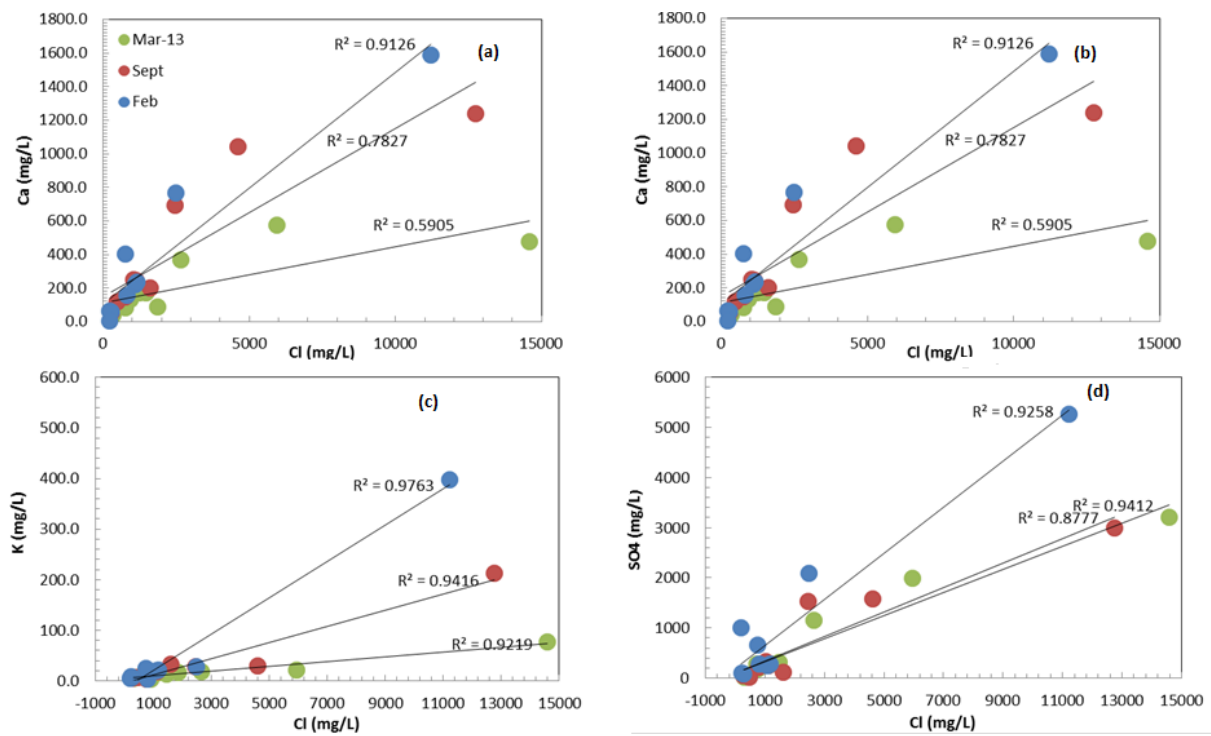 1800.0
1600.0
1400.0
1200.0
1000.0
800.0
600.0
400.0
200.0
0.0
Ca (mg/L)
Mar-13
Sept
Feb
R² = 0.9126
(a)
R² = 0.7827
R² = 0.5905
0 5000 10000 15000
Cl (mg/L)
1800.0
1600.0
1400.0
1200.0
1000.0
800.0
600.0
400.0
200.0
0.0
Ca (mg/L)
R² = 0.9126
(b)
R² = 0.7827
R² = 0.5905
0 5000 10000 15000
Cl (mg/L)
600.0
500.0
400.0
300.0
200.0
100.0
0.0
K (mg/L)
(c)
R² = 0.9763
R² = 0.9416
R² = 0.9219
-1000 1000 3000 5000 7000 9000 11000 13000 15000
Cl (mg/L)
6000
5000
4000
3000
2000
1000
0
SO4 (mg/L)
(d)
R² = 0.9258
R² = 0.9412
R² = 0.8777
-1000 1000 3000 5000 7000 9000 11000 13000 15000
Cl (mg/L)